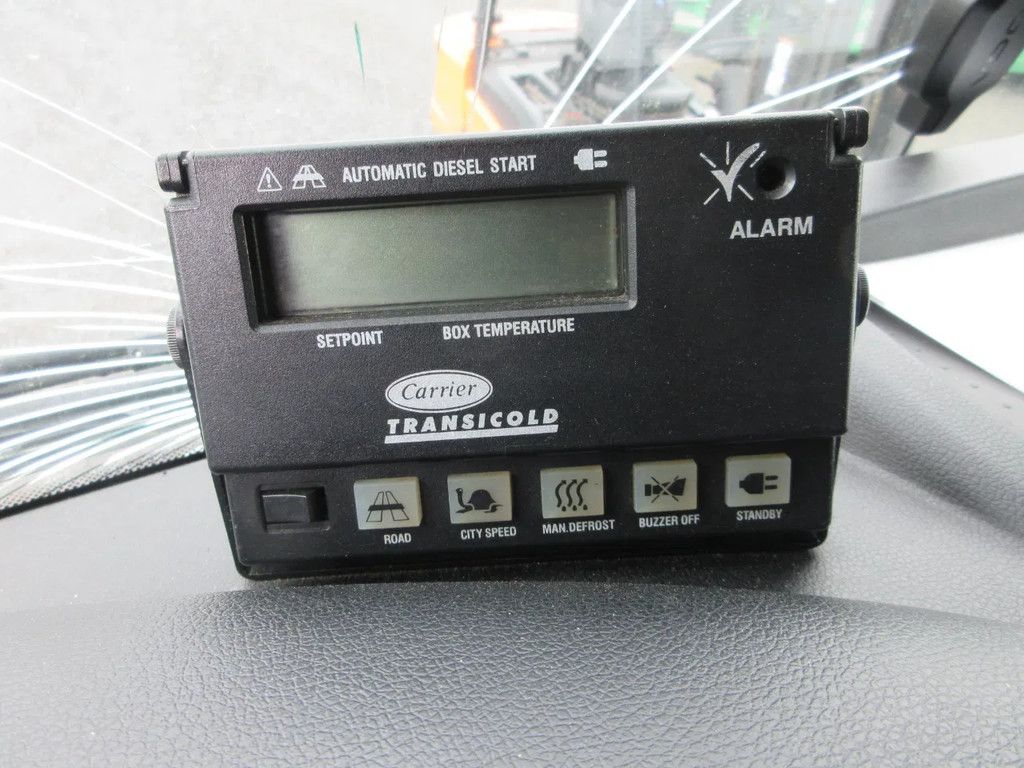 AUTOMATIC DIESEL START
ALARM
SETPOINT BOX TEMPERATURE
Carrier
TRANSICOLD
ROAD CITY SPEED MAN.DEFROST BUZZER OFF STANDBY